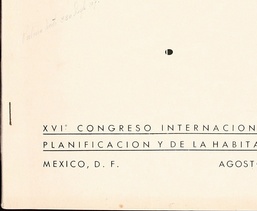 XVI° CONGRESO INTERNACION
PLANIFICACION Y DE LA HABITA
MEXICO, D. F. AGOST